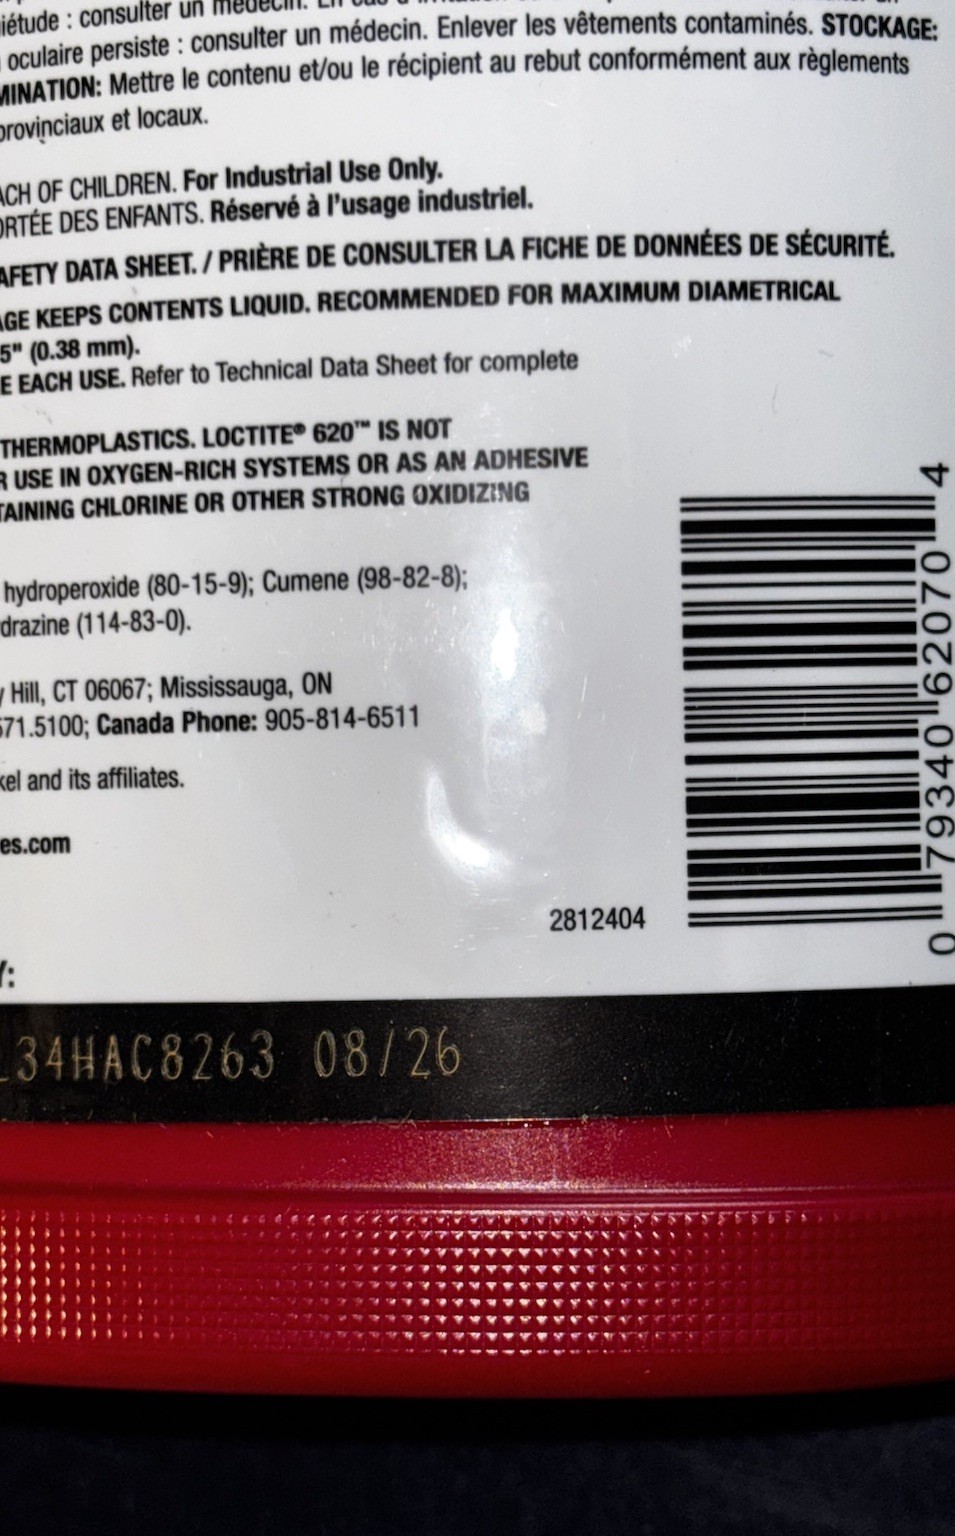 consulter un médecin.
oculaire persiste : consulter un médecin. Enlever les vêtements contaminés. STOCKAGE:
MINATION: Mettre le contenu et/ou le récipient au rebut conformément aux règlements
provinciaux et locaux.
ACH OF CHILDREN. For Industrial Use Only.
ORTÉE DES ENFANTS. Réservé à l'usage industriel.
AFETY DATA SHEET. / PRIÈRE DE CONSULTER LA FICHE DE DONNÉES DE SÉCURITÉ.
AGE KEEPS CONTENTS LIQUID. RECOMMENDED FOR MAXIMUM DIAMETRICAL
5" (0.38 mm).
E EACH USE. Refer to Technical Data Sheet for complete
THERMOPLASTICS. LOCTITE® 620™ IS NOT
R USE IN OXYGEN-RICH SYSTEMS OR AS AN ADHESIVE
TAINING CHLORINE OR OTHER STRONG OXIDIZING
hydroperoxide (80-15-9); Cumene (98-82-8);
drazine (114-83-0).
y Hill, CT 06067; Mississauga, ON
571.5100; Canada Phone: 905-814-6511
kel and its affiliates.
es.com
2812404
0 79340 62070 4
Y:
34HAC8263 08/26